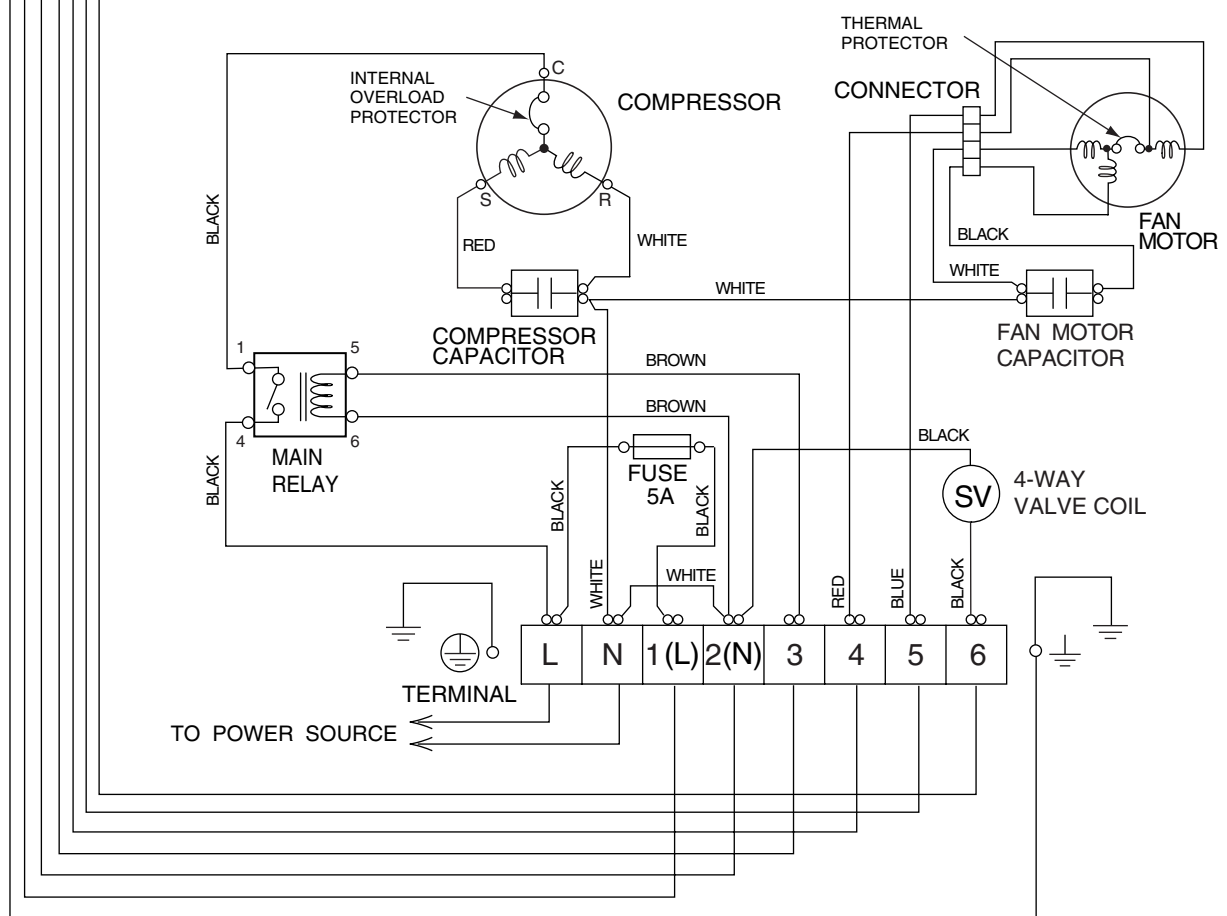 THERMAL
PROTECTOR
INTERNAL
OVERLOAD
PROTECTOR
C
COMPRESSOR
CONNECTOR
S
R
BLACK
RED
WHITE
FAN
MOTOR
BLACK
WHITE
WHITE
COMPRESSOR
CAPACITOR
FAN MOTOR
CAPACITOR
1
5
BROWN
4
6
BROWN
MAIN
RELAY
BLACK
FUSE
5A
BLACK
BLACK
BLACK
SV
4-WAY
VALVE COIL
WHITE
WHITE
RED
BLUE
BLACK
L N 1(L) 2(N) 3 4 5 6
TERMINAL
TO POWER SOURCE